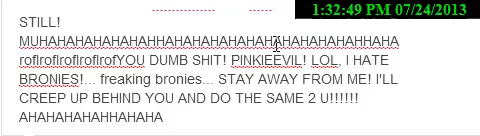 1:32:49 PM 07/24/2013
STILL!
MUHAHAHAHAHAHAHHAHAHAHAHAHAHAHAHAHAHAHAHHAHA
roflroflroflroflrofYOU DUMB SHIT! PINKIEEVIL! LOL, I HATE
BRONIES!... freaking bronies... STAY AWAY FROM ME! I'LL
CREEP UP BEHIND YOU AND DO THE SAME 2 U!!!!!!
AHAHAHAHAHHAHAHA